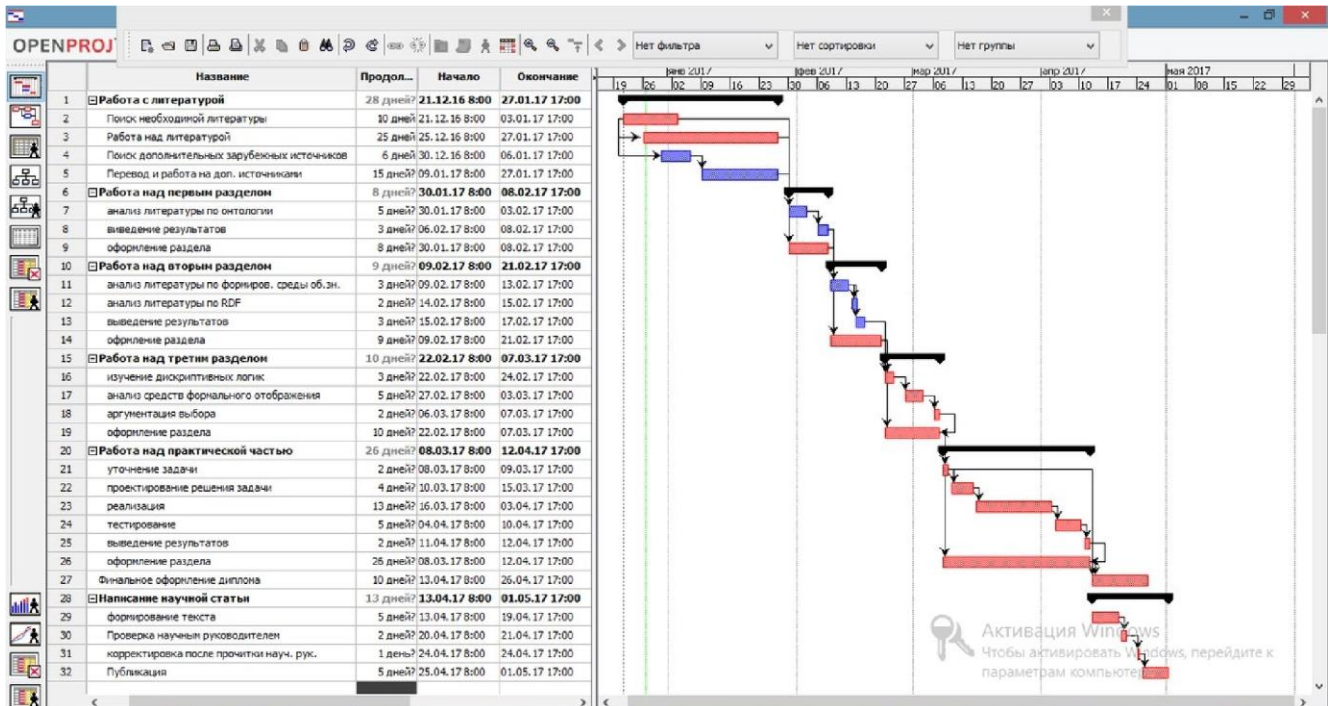 OPENPROJ
Нет фильтра Нет сортировки Нет группы
Название Продол... Начало Окончание
янв 2017 фев 2017 мар 2017 апр 2017 мая 2017
19 26 02 09 16 23 30 06 13 20 27 06 13 20 27 03 10 17 24 01 08 15 22 29
1 Работа с литературой 28 дней? 21.12.16 8:00 27.01.17 17:00
2 Поиск необходимой литературы 10 дней 21.12.16 8:00 03.01.17 17:00
3 Работа над литературой 25 дней 25.12.16 8:00 27.01.17 17:00
4 Поиск дополнительных зарубежных источников 6 дней 30.12.16 8:00 06.01.17 17:00
5 Перевод и работа на доп. источниками 15 дней? 09.01.17 8:00 27.01.17 17:00
6 Работа над первым разделом 8 дней? 30.01.17 8:00 08.02.17 17:00
7 анализ литературы по онтологии 5 дней? 30.01.17 8:00 03.02.17 17:00
8 виведение результатов 3 дней? 06.02.17 8:00 08.02.17 17:00
9 оформление раздела 8 дней? 30.01.17 8:00 08.02.17 17:00
10 Работа над вторым разделом 9 дней? 09.02.17 8:00 21.02.17 17:00
11 анализ литературы по формиров. среды об.зн. 3 дней? 09.02.17 8:00 13.02.17 17:00
12 анализ литературы по RDF 2 дней? 14.02.17 8:00 15.02.17 17:00
13 выведение результатов 3 дней? 15.02.17 8:00 17.02.17 17:00
14 офрмление раздела 9 дней? 09.02.17 8:00 21.02.17 17:00
15 Работа над третим разделом 10 дней? 22.02.17 8:00 07.03.17 17:00
16 изучение дискриптивных логик 3 дней? 22.02.17 8:00 24.02.17 17:00
17 анализ средств формального отображения 5 дней? 27.02.17 8:00 03.03.17 17:00
18 аргументация выбора 2 дней? 06.03.17 8:00 07.03.17 17:00
19 оформление раздела 10 дней? 22.02.17 8:00 07.03.17 17:00
20 Работа над практической частью 26 дней? 08.03.17 8:00 12.04.17 17:00
21 уточнение задачи 2 дней? 08.03.17 8:00 09.03.17 17:00
22 проектирование решения задачи 4 дней? 10.03.17 8:00 15.03.17 17:00
23 реализация 13 дней? 16.03.17 8:00 03.04.17 17:00
24 тестирование 5 дней? 04.04.17 8:00 10.04.17 17:00
25 выведение результатов 2 дней? 11.04.17 8:00 12.04.17 17:00
26 оформление раздела 26 дней? 08.03.17 8:00 12.04.17 17:00
27 Финальное оформление диплома 10 дней? 13.04.17 8:00 26.04.17 17:00
28 Написание научной статьи 13 дней? 13.04.17 8:00 01.05.17 17:00
29 формирование текста 5 дней? 13.04.17 8:00 19.04.17 17:00
30 Проверка научным руководителем 2 дней? 20.04.17 8:00 21.04.17 17:00
31 корректировка после прочитки науч. рук. 1 день? 24.04.17 8:00 24.04.17 17:00
32 Публикация 5 дней? 25.04.17 8:00 01.05.17 17:00
Активация Windows
Чтобы активировать Windows, перейдите к
параметрам компьютера